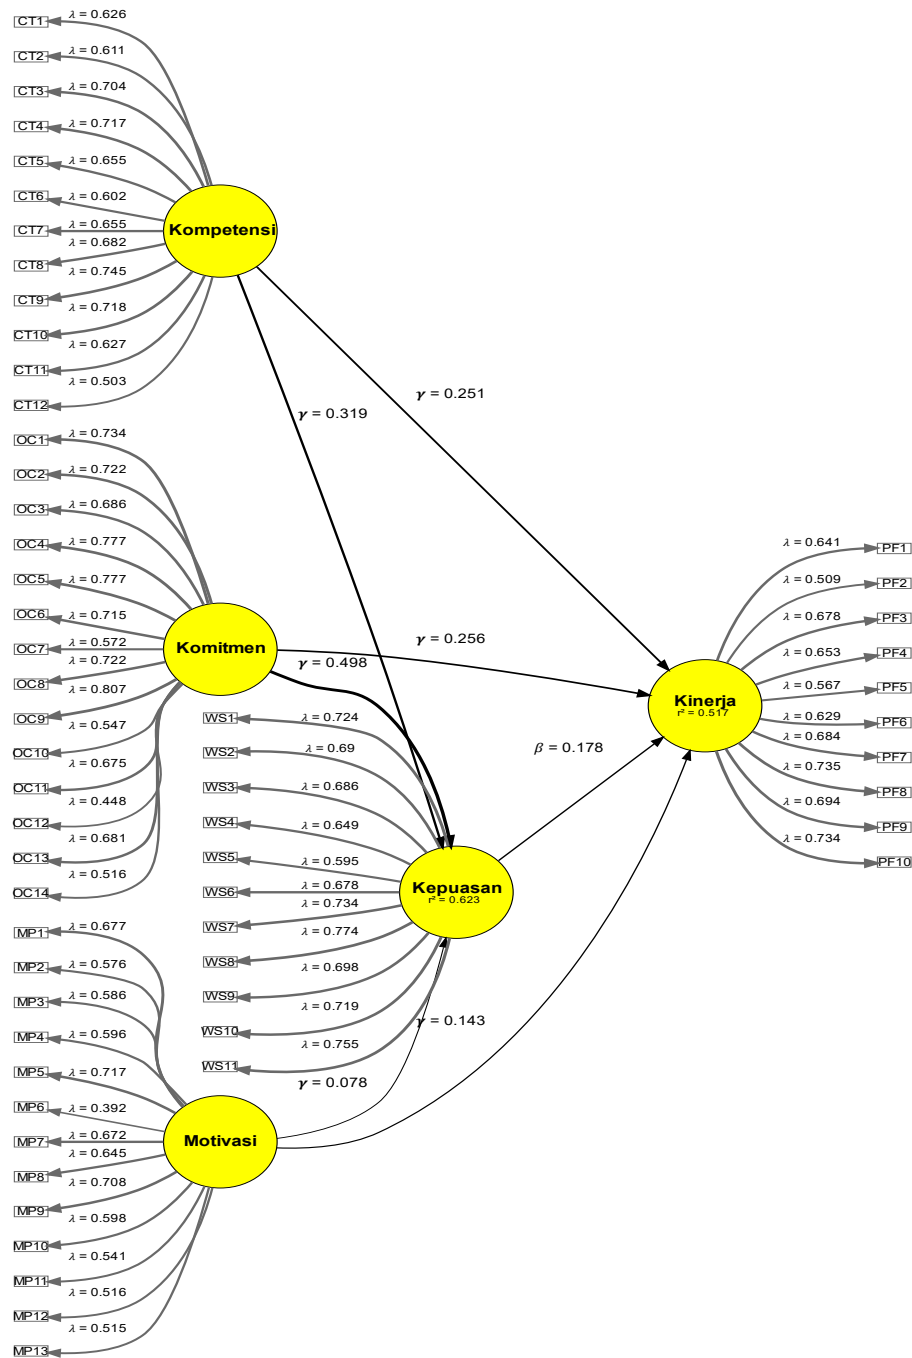 CT1
λ = 0.626
CT2
λ = 0.611
CT3
λ = 0.704
CT4
λ = 0.717
CT5
λ = 0.655
CT6
λ = 0.602
CT7
λ = 0.655
CT8
λ = 0.682
CT9
λ = 0.745
CT10
λ = 0.718
CT11
λ = 0.627
CT12
λ = 0.503
Kompetensi
γ = 0.319
γ = 0.251
OC1
λ = 0.734
OC2
λ = 0.722
OC3
λ = 0.686
OC4
λ = 0.777
OC5
λ = 0.777
OC6
λ = 0.715
OC7
λ = 0.572
OC8
λ = 0.722
OC9
λ = 0.807
OC10
λ = 0.547
OC11
λ = 0.675
OC12
λ = 0.448
OC13
λ = 0.681
OC14
λ = 0.516
Komitmen
γ = 0.256
γ = 0.498
WS1
λ = 0.724
WS2
λ = 0.69
WS3
λ = 0.686
WS4
λ = 0.649
WS5
λ = 0.595
WS6
λ = 0.678
WS7
λ = 0.734
WS8
λ = 0.774
WS9
λ = 0.698
WS10
λ = 0.719
WS11
λ = 0.755
Kepuasan
r² = 0.623
β = 0.178
γ = 0.143
γ = 0.078
MP1
λ = 0.677
MP2
λ = 0.576
MP3
λ = 0.586
MP4
λ = 0.596
MP5
λ = 0.717
MP6
λ = 0.392
MP7
λ = 0.672
MP8
λ = 0.645
MP9
λ = 0.708
MP10
λ = 0.598
MP11
λ = 0.541
MP12
λ = 0.516
MP13
λ = 0.515
Motivasi
Kinerja
r² = 0.517
λ = 0.641
PF1
λ = 0.509
PF2
λ = 0.678
PF3
λ = 0.653
PF4
λ = 0.567
PF5
λ = 0.629
PF6
λ = 0.684
PF7
λ = 0.735
PF8
λ = 0.694
PF9
λ = 0.734
PF10